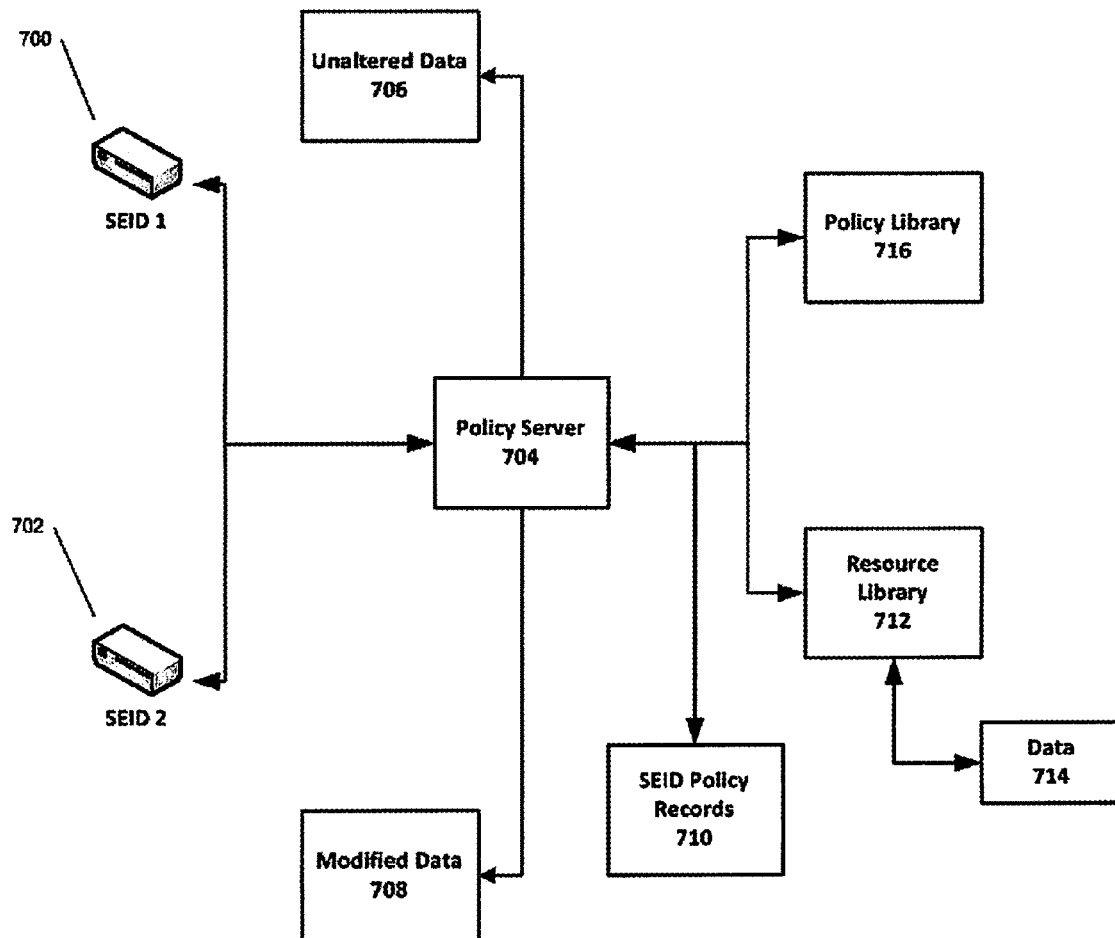 700
Unaltered Data
706
SEID 1
Policy Library
716
Policy Server
704
702
Resource
Library
712
SEID 2
SEID Policy
Records
710
Data
714
Modified Data
708